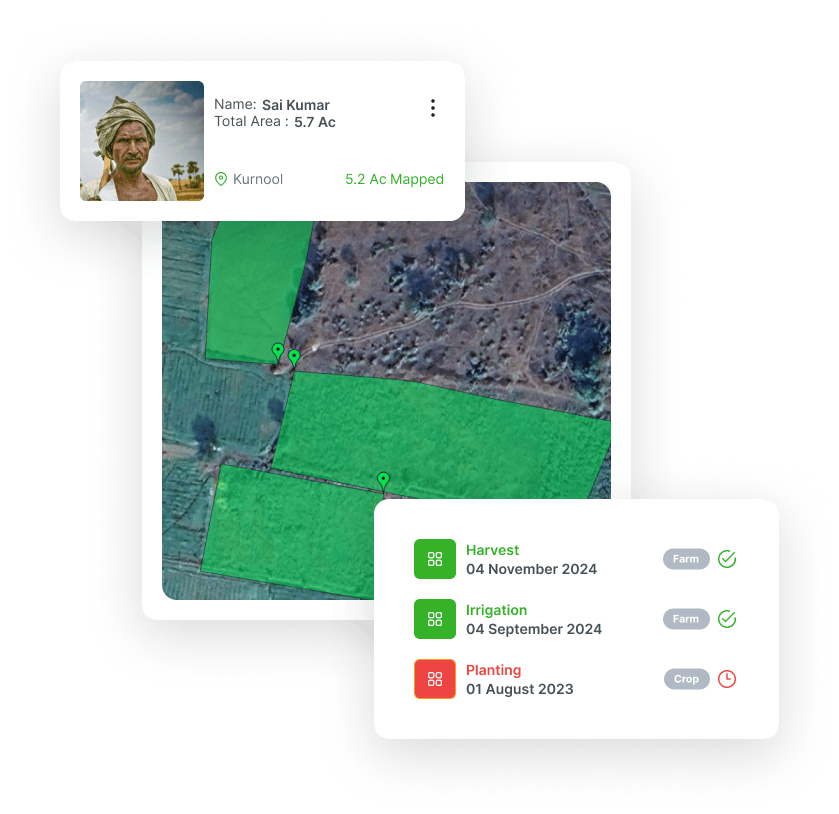 Name: Sai Kumar
Total Area : 5.7 Ac
Kurnool 5.2 Ac Mapped
Harvest
04 November 2024 Farm
Irrigation
04 September 2024 Farm
Planting
01 August 2023 Crop